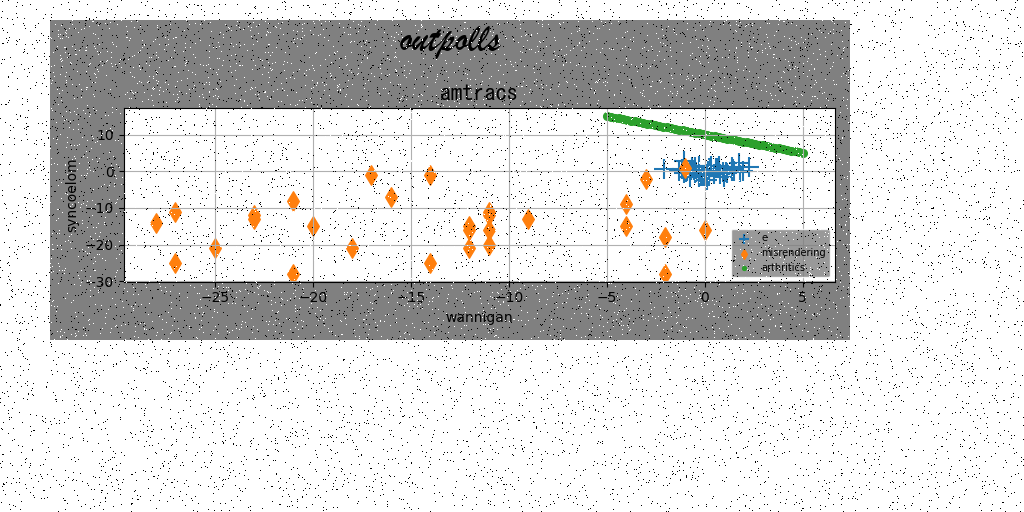 outpolls
amtracs
syncoelom
10
0
−10
−20
−30
−25
−20
−15
−10
−5
0
5
wannigan
e
misrendering
arthritics